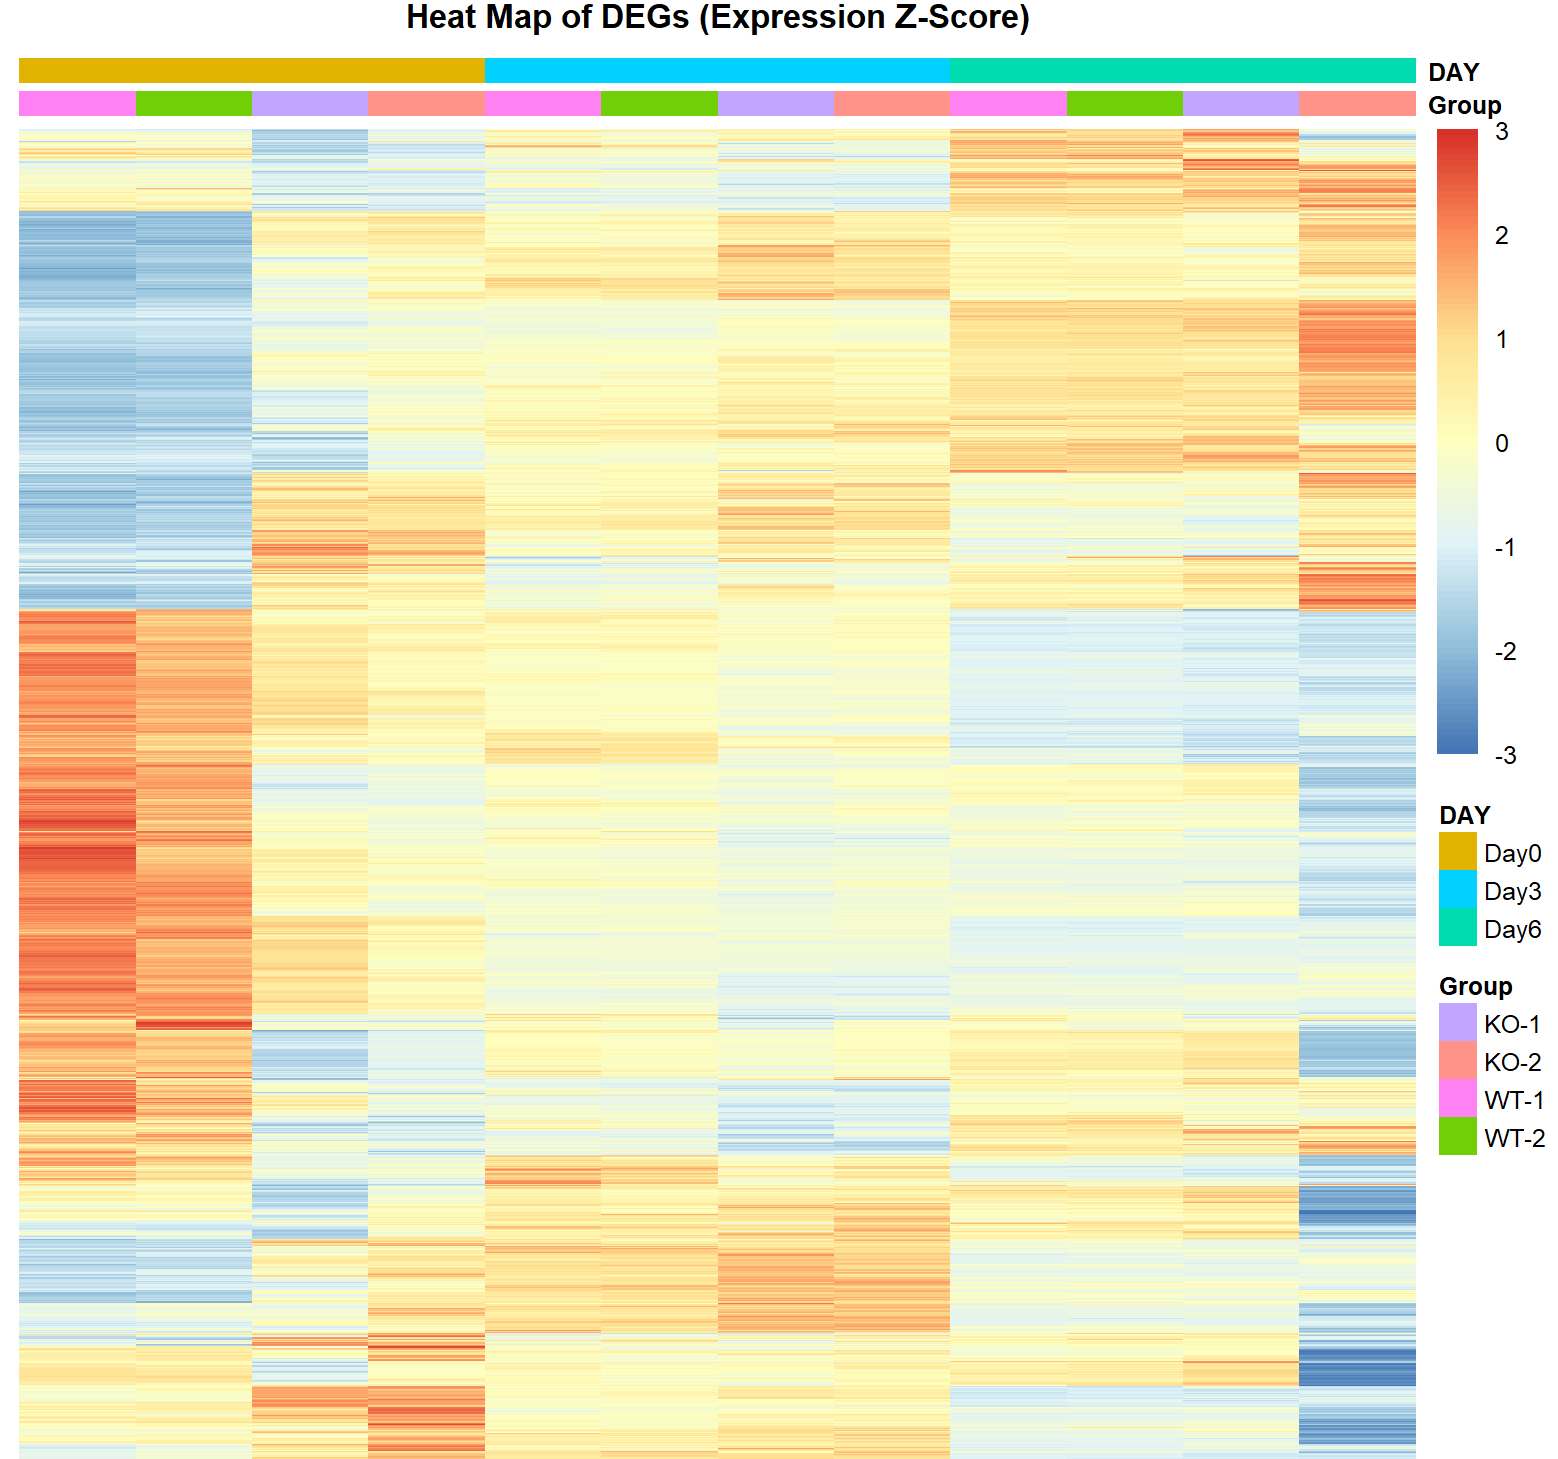 Heat Map of DEGs (Expression Z-Score)
DAY
Group
3
2
1
0
-1
-2
-3
DAY
Day0
Day3
Day6
Group
KO-1
KO-2
WT-1
WT-2